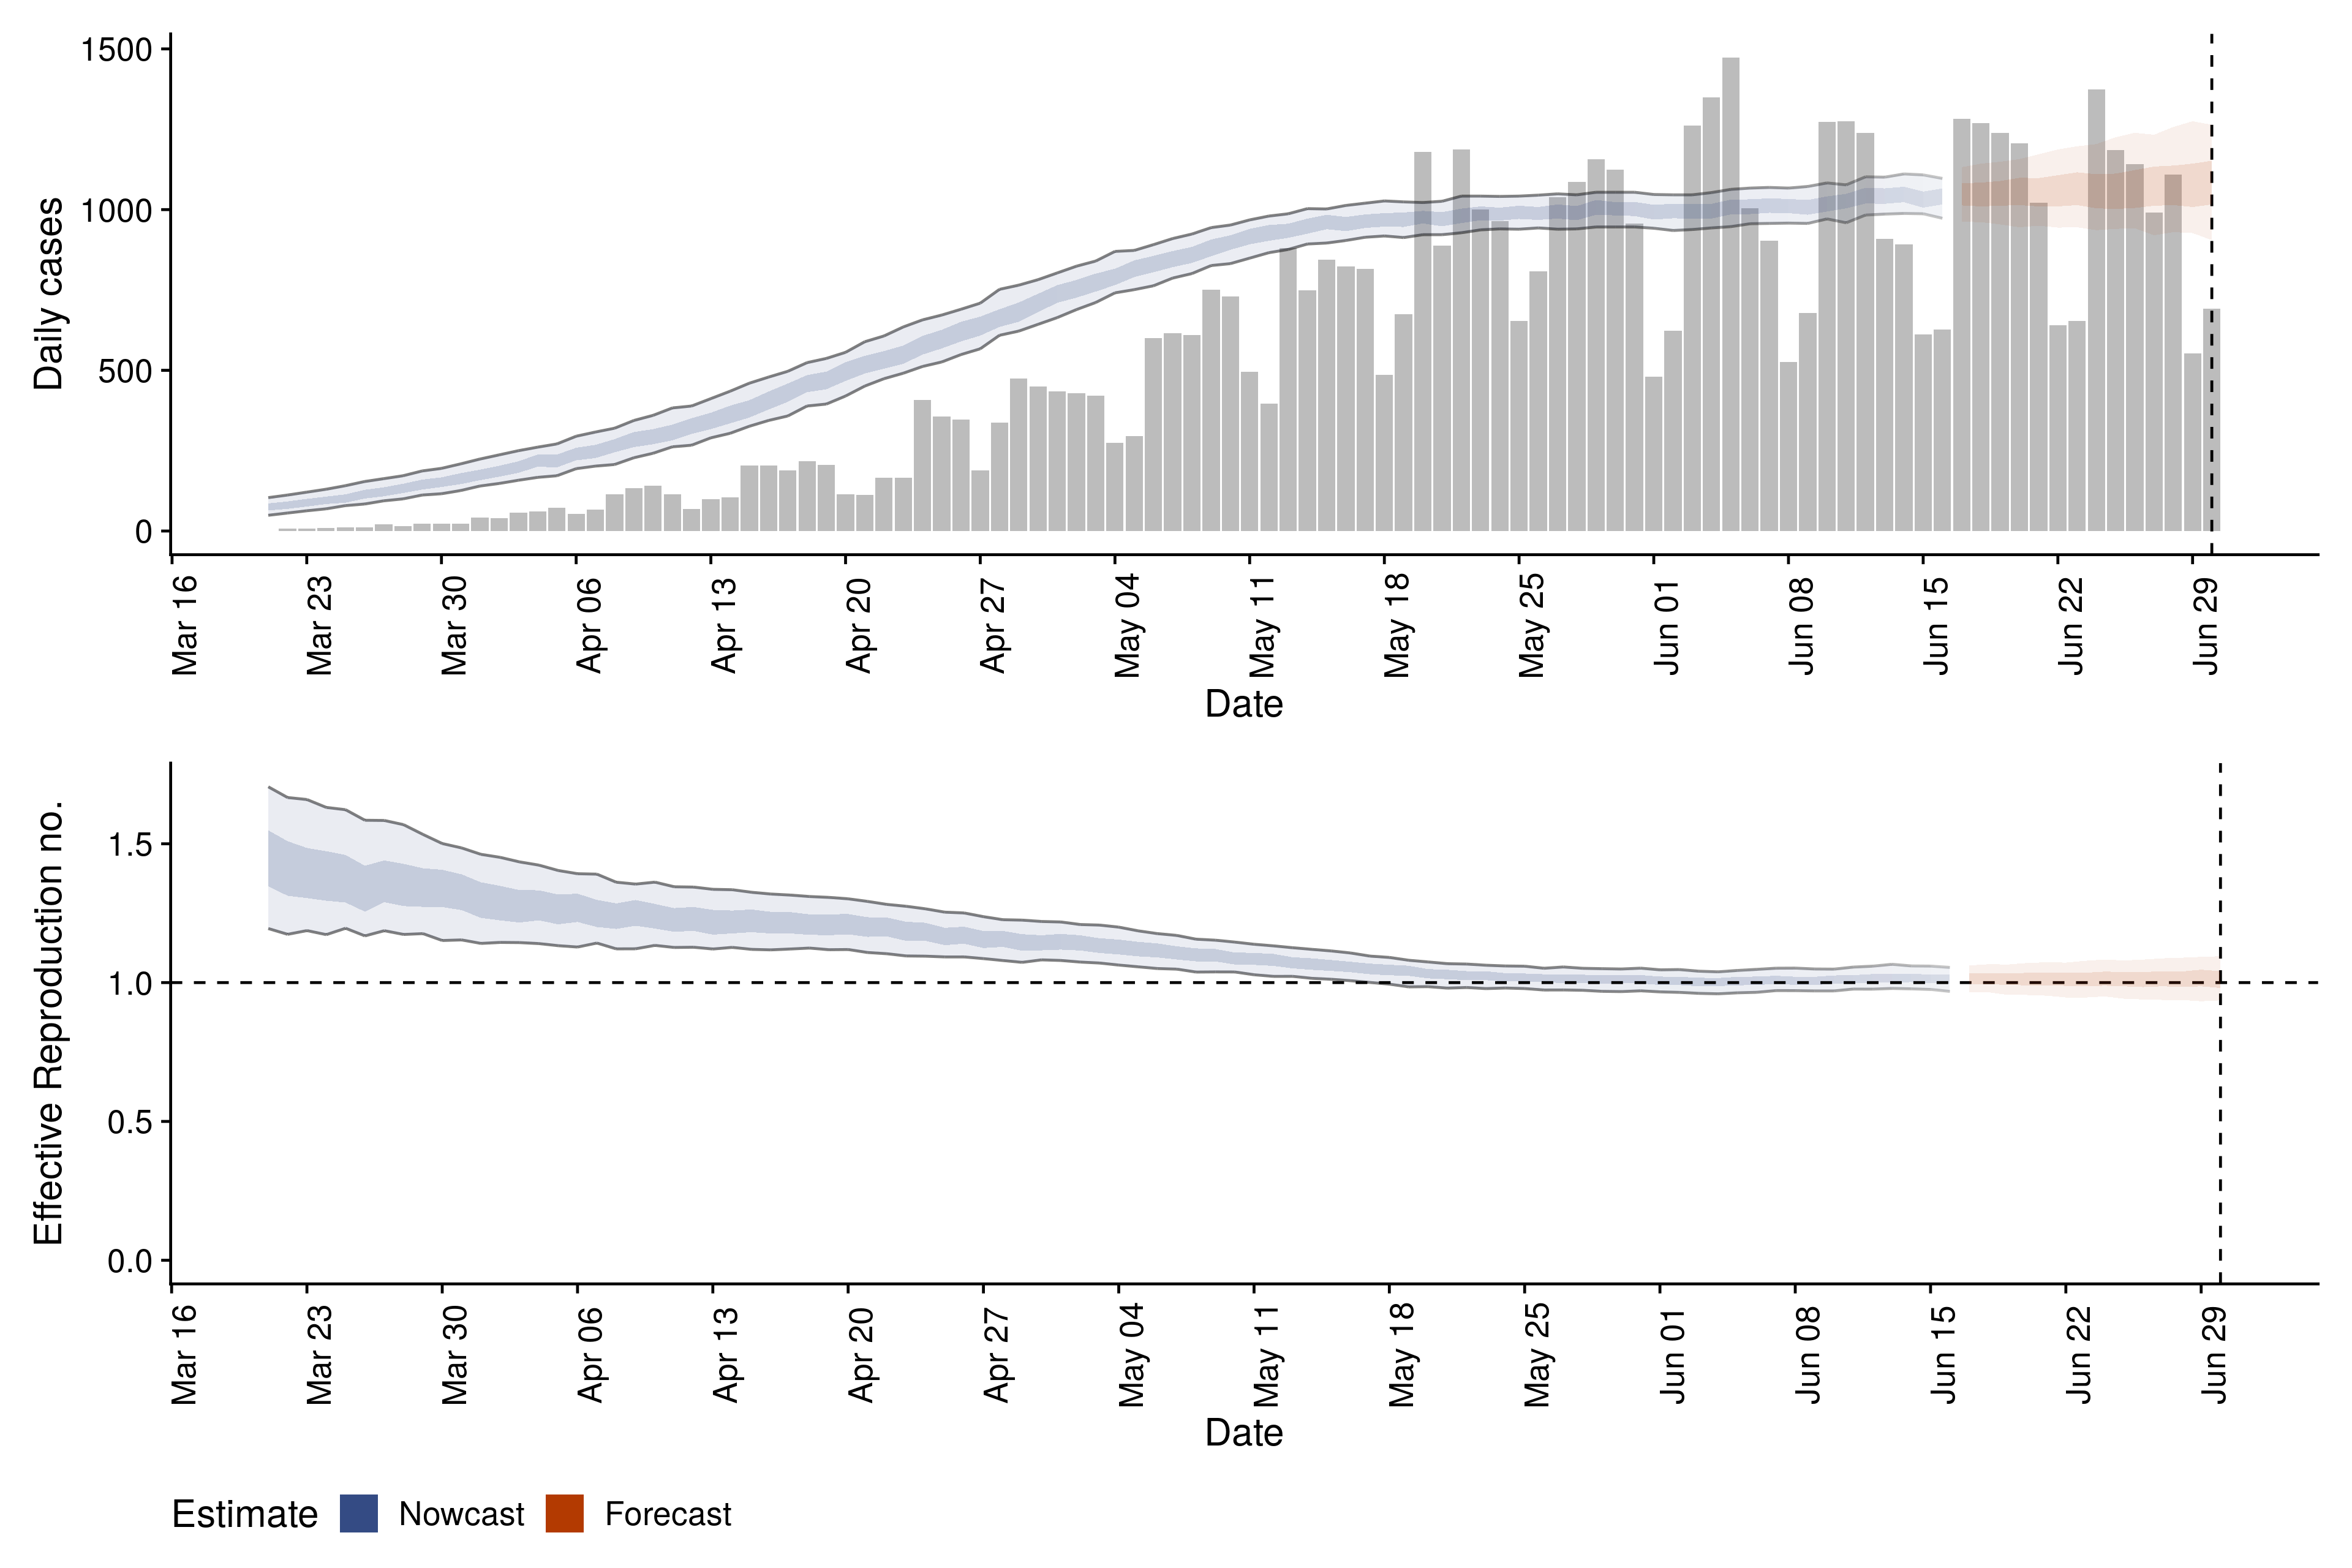 1500
1000
500
0
Daily cases
Mar 16
Mar 23
Mar 30
Apr 06
Apr 13
Apr 20
Apr 27
May 04
May 11
May 18
May 25
Jun 01
Jun 08
Jun 15
Jun 22
Jun 29
Date
1.5
1.0
0.5
0.0
Effective Reproduction no.
Mar 16
Mar 23
Mar 30
Apr 06
Apr 13
Apr 20
Apr 27
May 04
May 11
May 18
May 25
Jun 01
Jun 08
Jun 15
Jun 22
Jun 29
Date
Estimate Nowcast Forecast